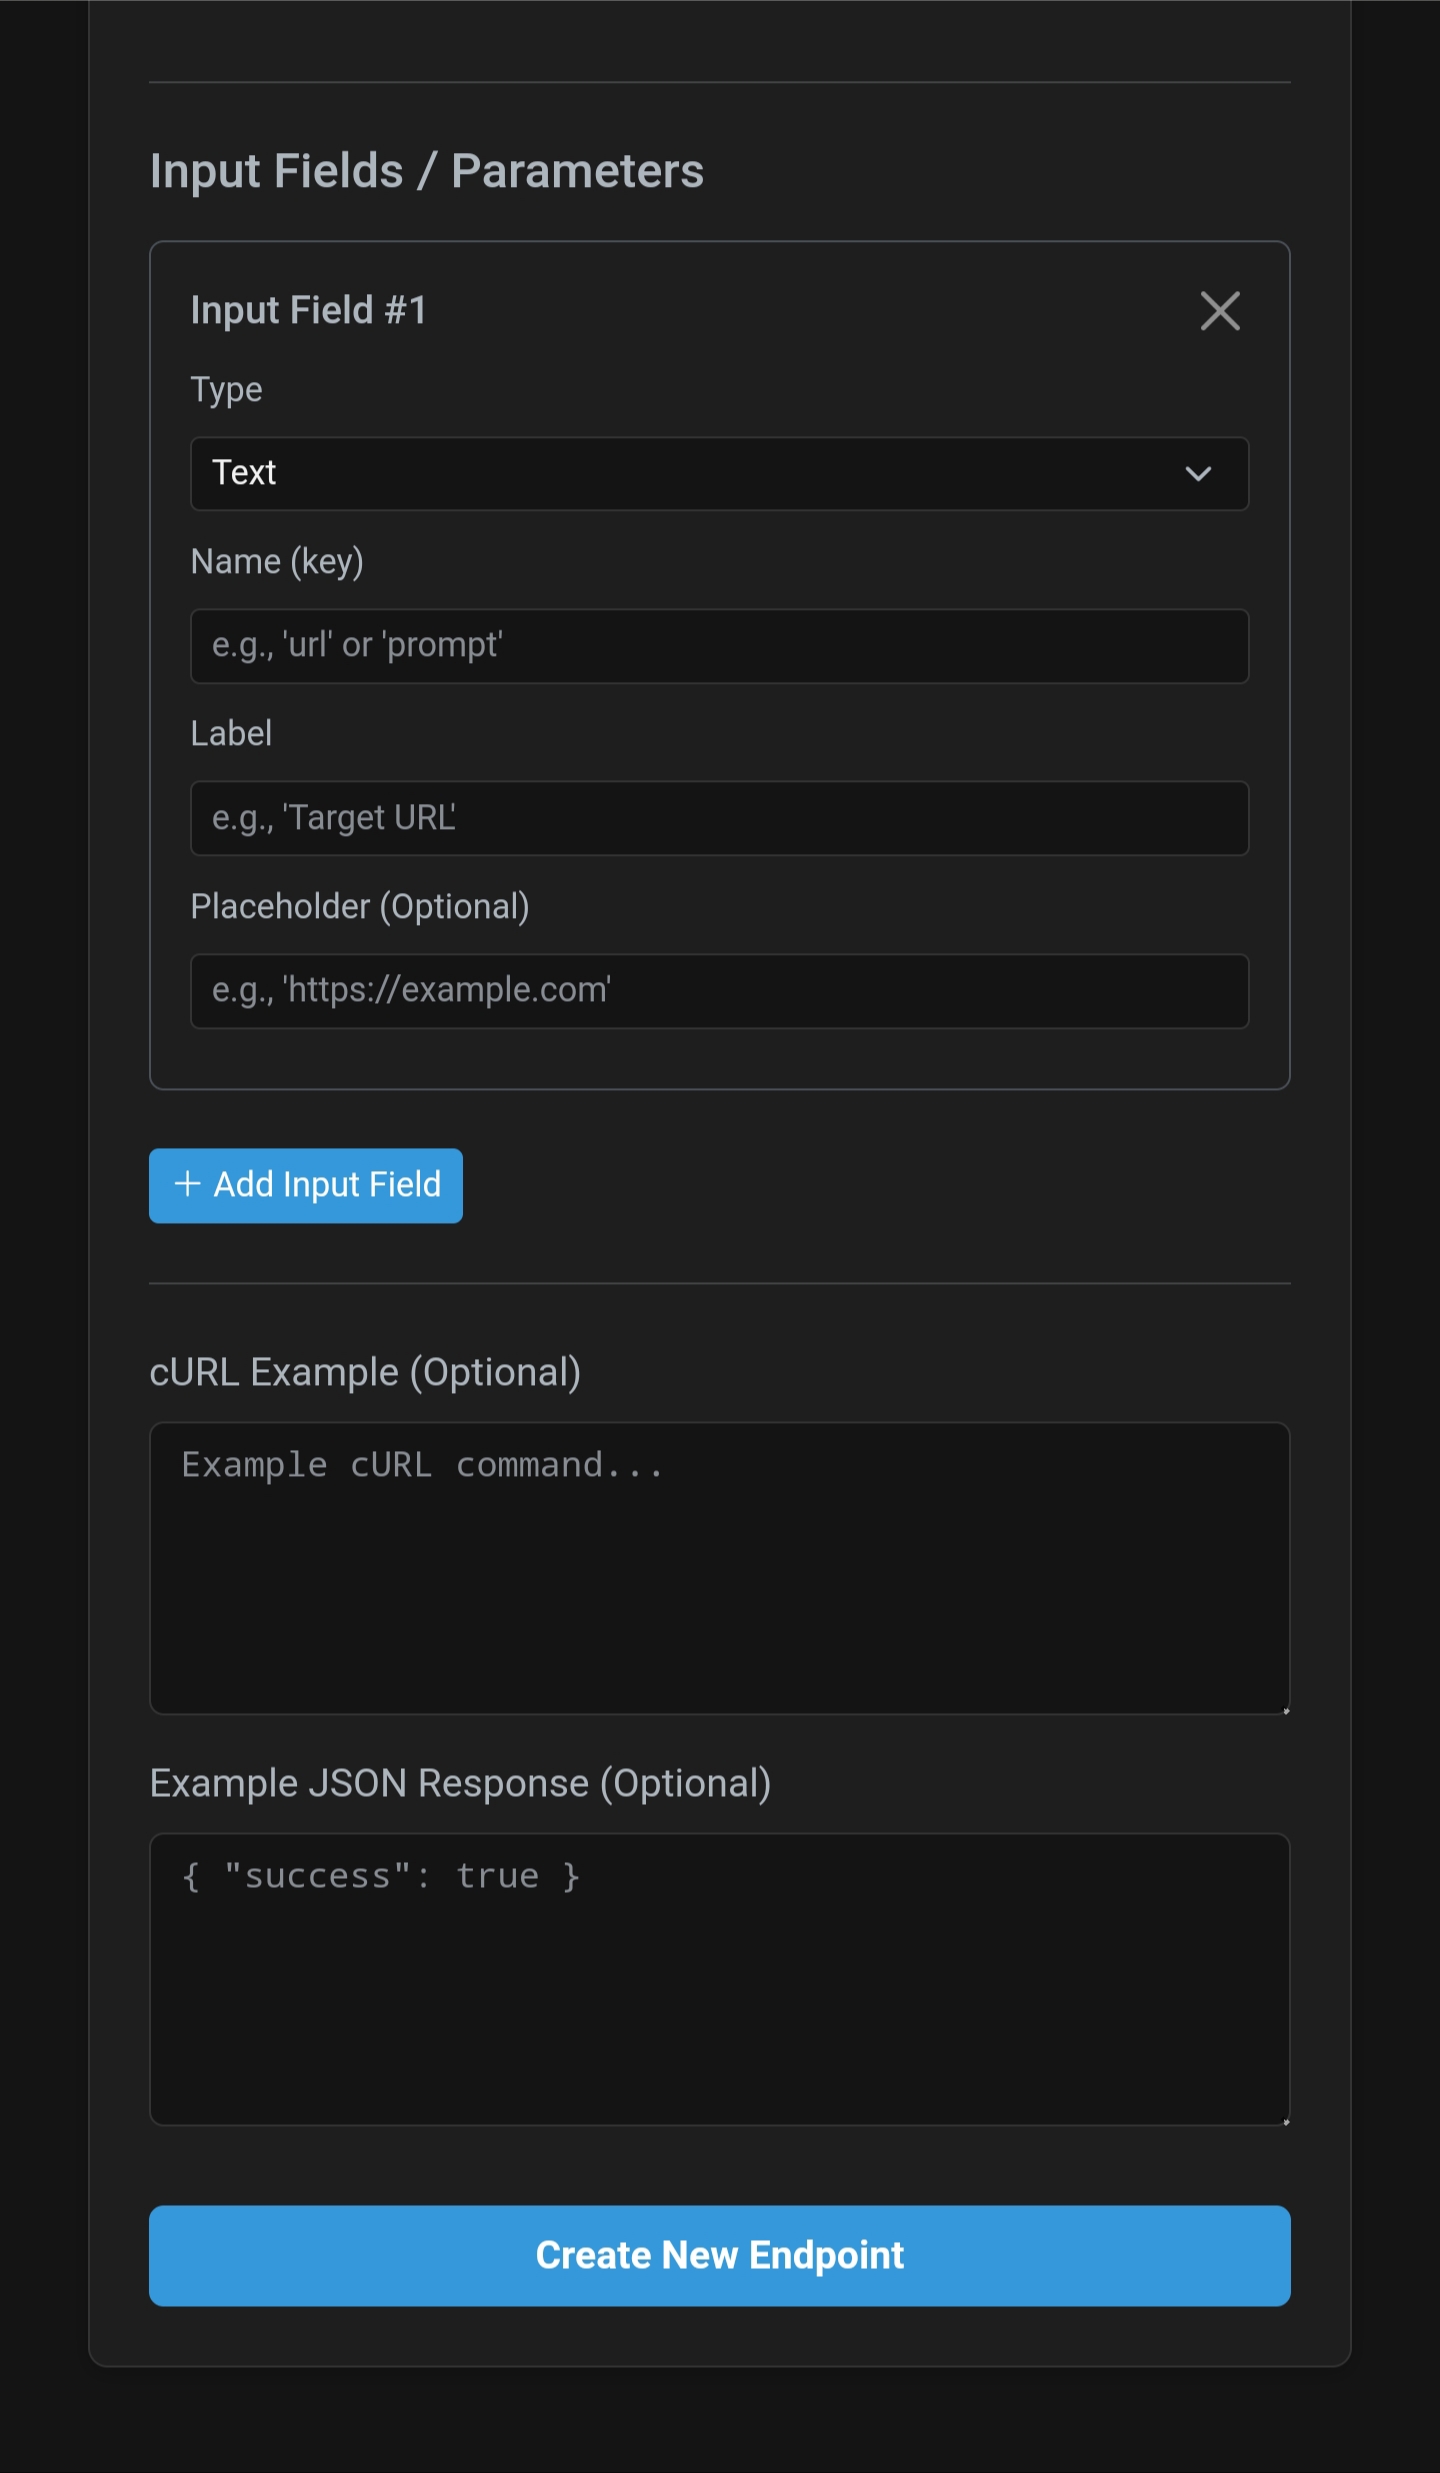 Input Fields / Parameters
Input Field #1
Type
Text
Name (key)
e.g., 'url' or 'prompt'
Label
e.g., 'Target URL'
Placeholder (Optional)
e.g., 'https://example.com'
+ Add Input Field
cURL Example (Optional)
Example cURL command...
Example JSON Response (Optional)
{ "success": true }
Create New Endpoint